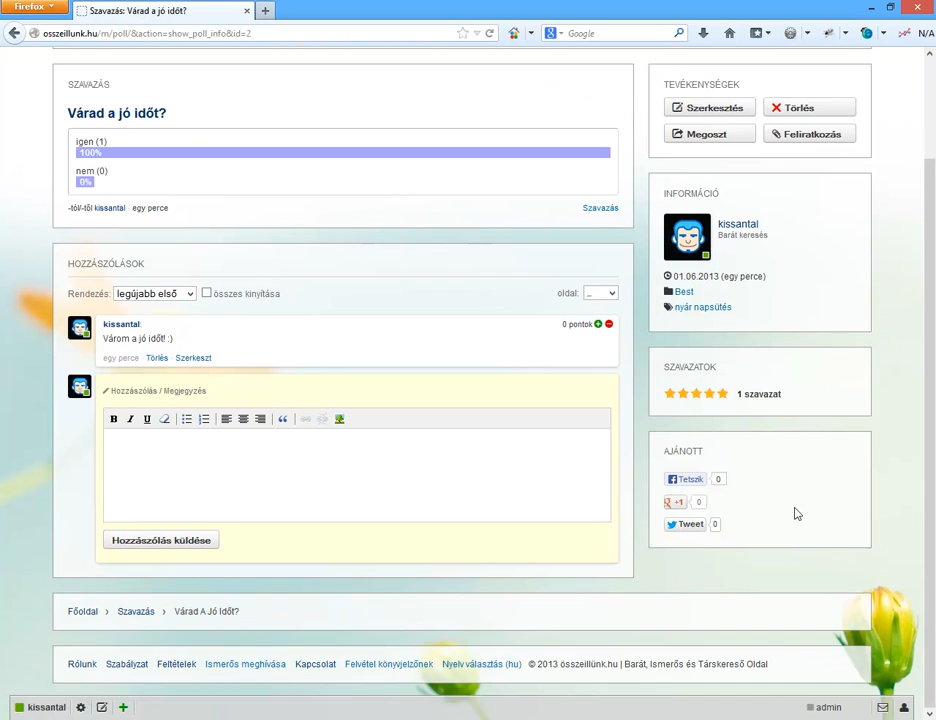 Firefox
Szavazás: Várad a jó időt?
osszeillunk.hu/m/poll/&action=show_poll_info&id=2
Google
N/A
SZAVAZÁS
Várad a jó időt?
igen (1)
100%
nem (0)
0%
-tól/-től kissantal egy perce
Szavazás
HOZZÁSZÓLÁSOK
Rendezés: legújabb első összes kinyítása
oldal: _
kissantal:
0 pontok
Várom a jó időt! :)
egy perce Törlés · Szerkeszt
Hozzászólás / Megjegyzés
B I U
Hozzászólás küldése
TEVÉKENYSÉGEK
Szerkesztés Törlés
Megoszt Feliratkozás
INFORMÁCIÓ
kissantal
Barát keresés
01.06.2013 (egy perce)
Best
nyár napsütés
SZAVAZATOK
1 szavazat
AJÁNOTT
Tetszik 0
+1 0
Tweet 0
Főoldal › Szavazás › Várad A Jó Időt?
Rólunk Szabályzat Feltételek Ismerős meghívása Kapcsolat Felvétel könyvjelzőnek Nyelv választás (hu) © 2013 összeillünk.hu | Barát, Ismerős és Társkereső Oldal
kissantal
admin